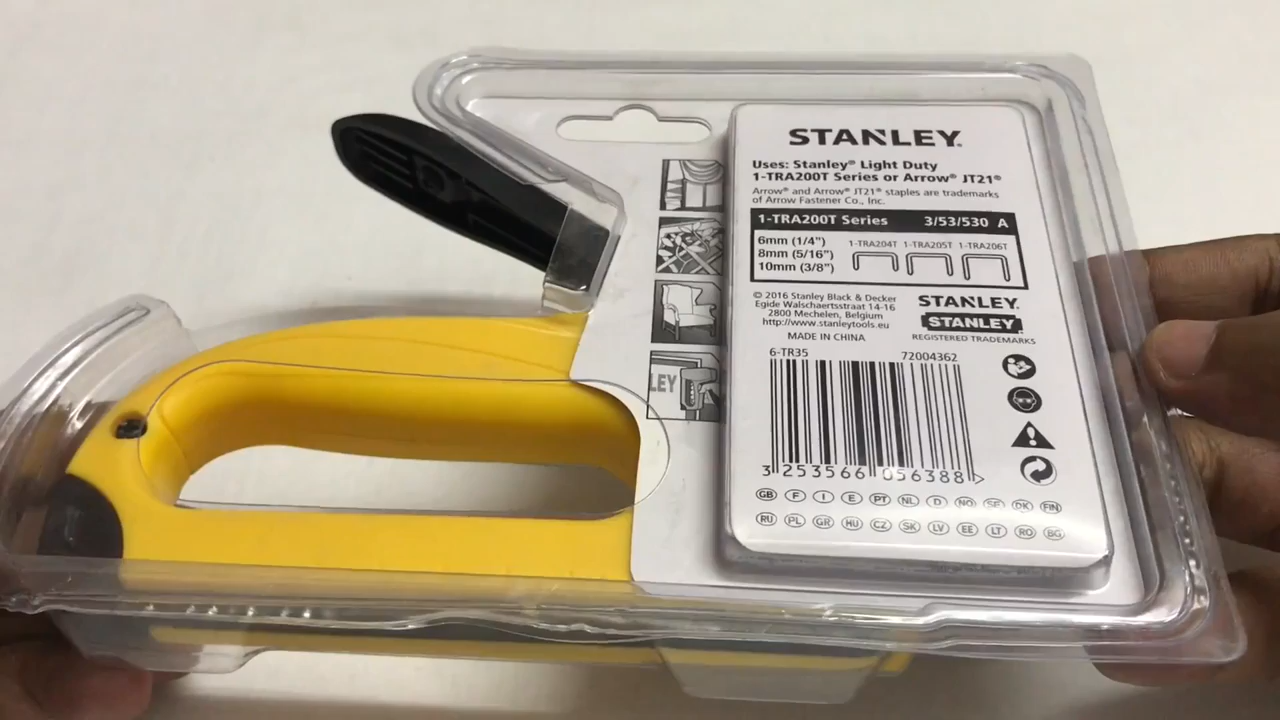 STANLEY®
Uses: Stanley® Light Duty
1-TRA200T Series or Arrow® JT21®
Arrow® and Arrow® JT21® staples are trademarks
of Arrow Fastener Co., Inc.
1-TRA200T Series 3/53/530 A
6mm (1/4") 1-TRA204T 1-TRA205T 1-TRA206T
8mm (5/16")
10mm (3/8")
© 2016 Stanley Black & Decker
Egide Walschaertsstraat 14-16
2800 Mechelen, Belgium
http://www.stanleytools.eu
MADE IN CHINA
STANLEY®
STANLEY®
REGISTERED TRADEMARKS
6-TR35 72004362
LEY
3 253566 056388 >
GB F I E PT NL D NO SE DK FIN
RU PL GR HU CZ SK LV EE LT RO BG